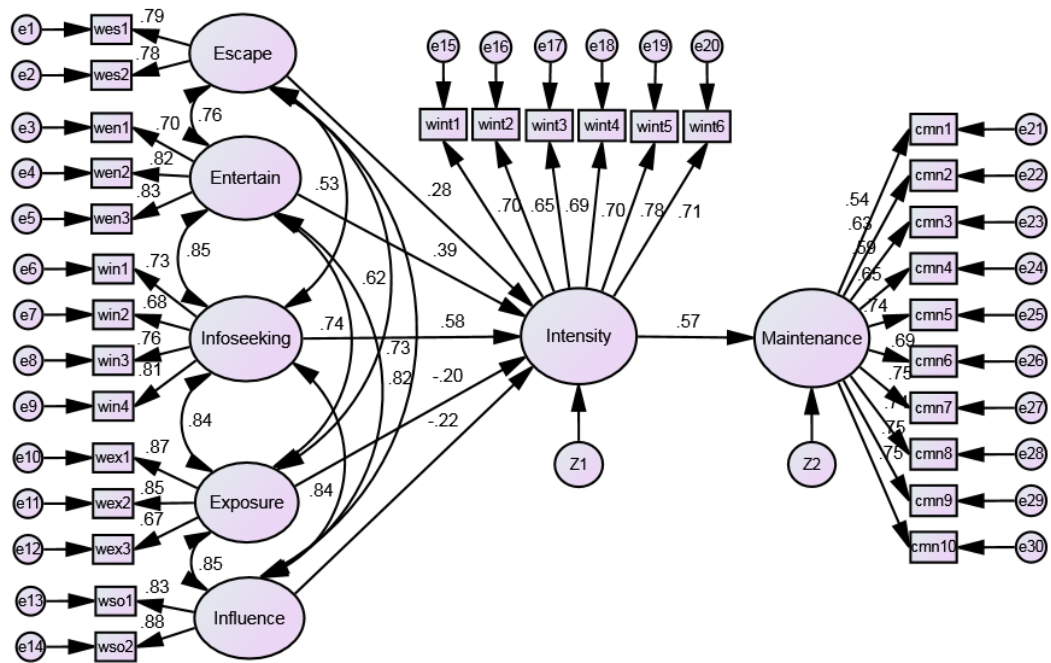 e1 wes1 .79
e2 wes2 .78
Escape
.76
e3 wen1 .70
e4 wen2 .82
e5 wen3 .83
Entertain
.53
.85
e6 win1 .73
e7 win2 .68
e8 win3 .76
e9 win4 .81
Infoseeking
.62
.74
.73
.82
.84
e10 wex1 .87
e11 wex2 .85
e12 wex3 .67
Exposure
.84
.85
e13 wso1 .83
e14 wso2 .88
Influence
.28
.39
.58
-.20
-.22
e15 e16 e17 e18 e19 e20
wint1 wint2 wint3 wint4 wint5 wint6
.70 .65 .69 .70 .78 .71
Intensity
Z1
.57
Maintenance
Z2
.54 cmn1 e21
.63 cmn2 e22
.59 cmn3 e23
.65 cmn4 e24
.74 cmn5 e25
.69 cmn6 e26
.75 cmn7 e27
cmn8 e28
.75 cmn9 e29
.75 cmn10 e30